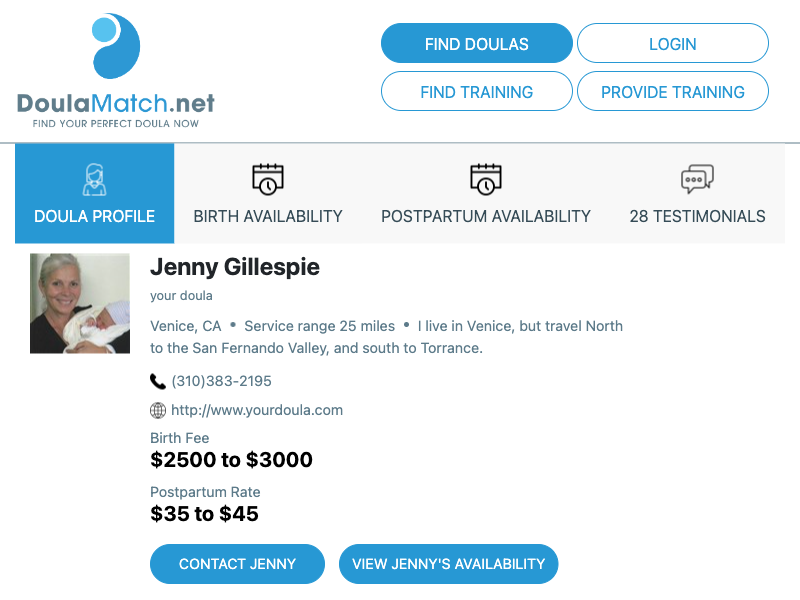 FIND DOULAS
LOGIN
FIND TRAINING
PROVIDE TRAINING
DoulaMatch.net
FIND YOUR PERFECT DOULA NOW
DOULA PROFILE
BIRTH AVAILABILITY
POSTPARTUM AVAILABILITY
28 TESTIMONIALS
Jenny Gillespie
your doula
Venice, CA • Service range 25 miles • I live in Venice, but travel North
to the San Fernando Valley, and south to Torrance.
(310)383-2195
http://www.yourdoula.com
Birth Fee
$2500 to $3000
Postpartum Rate
$35 to $45
CONTACT JENNY
VIEW JENNY'S AVAILABILITY